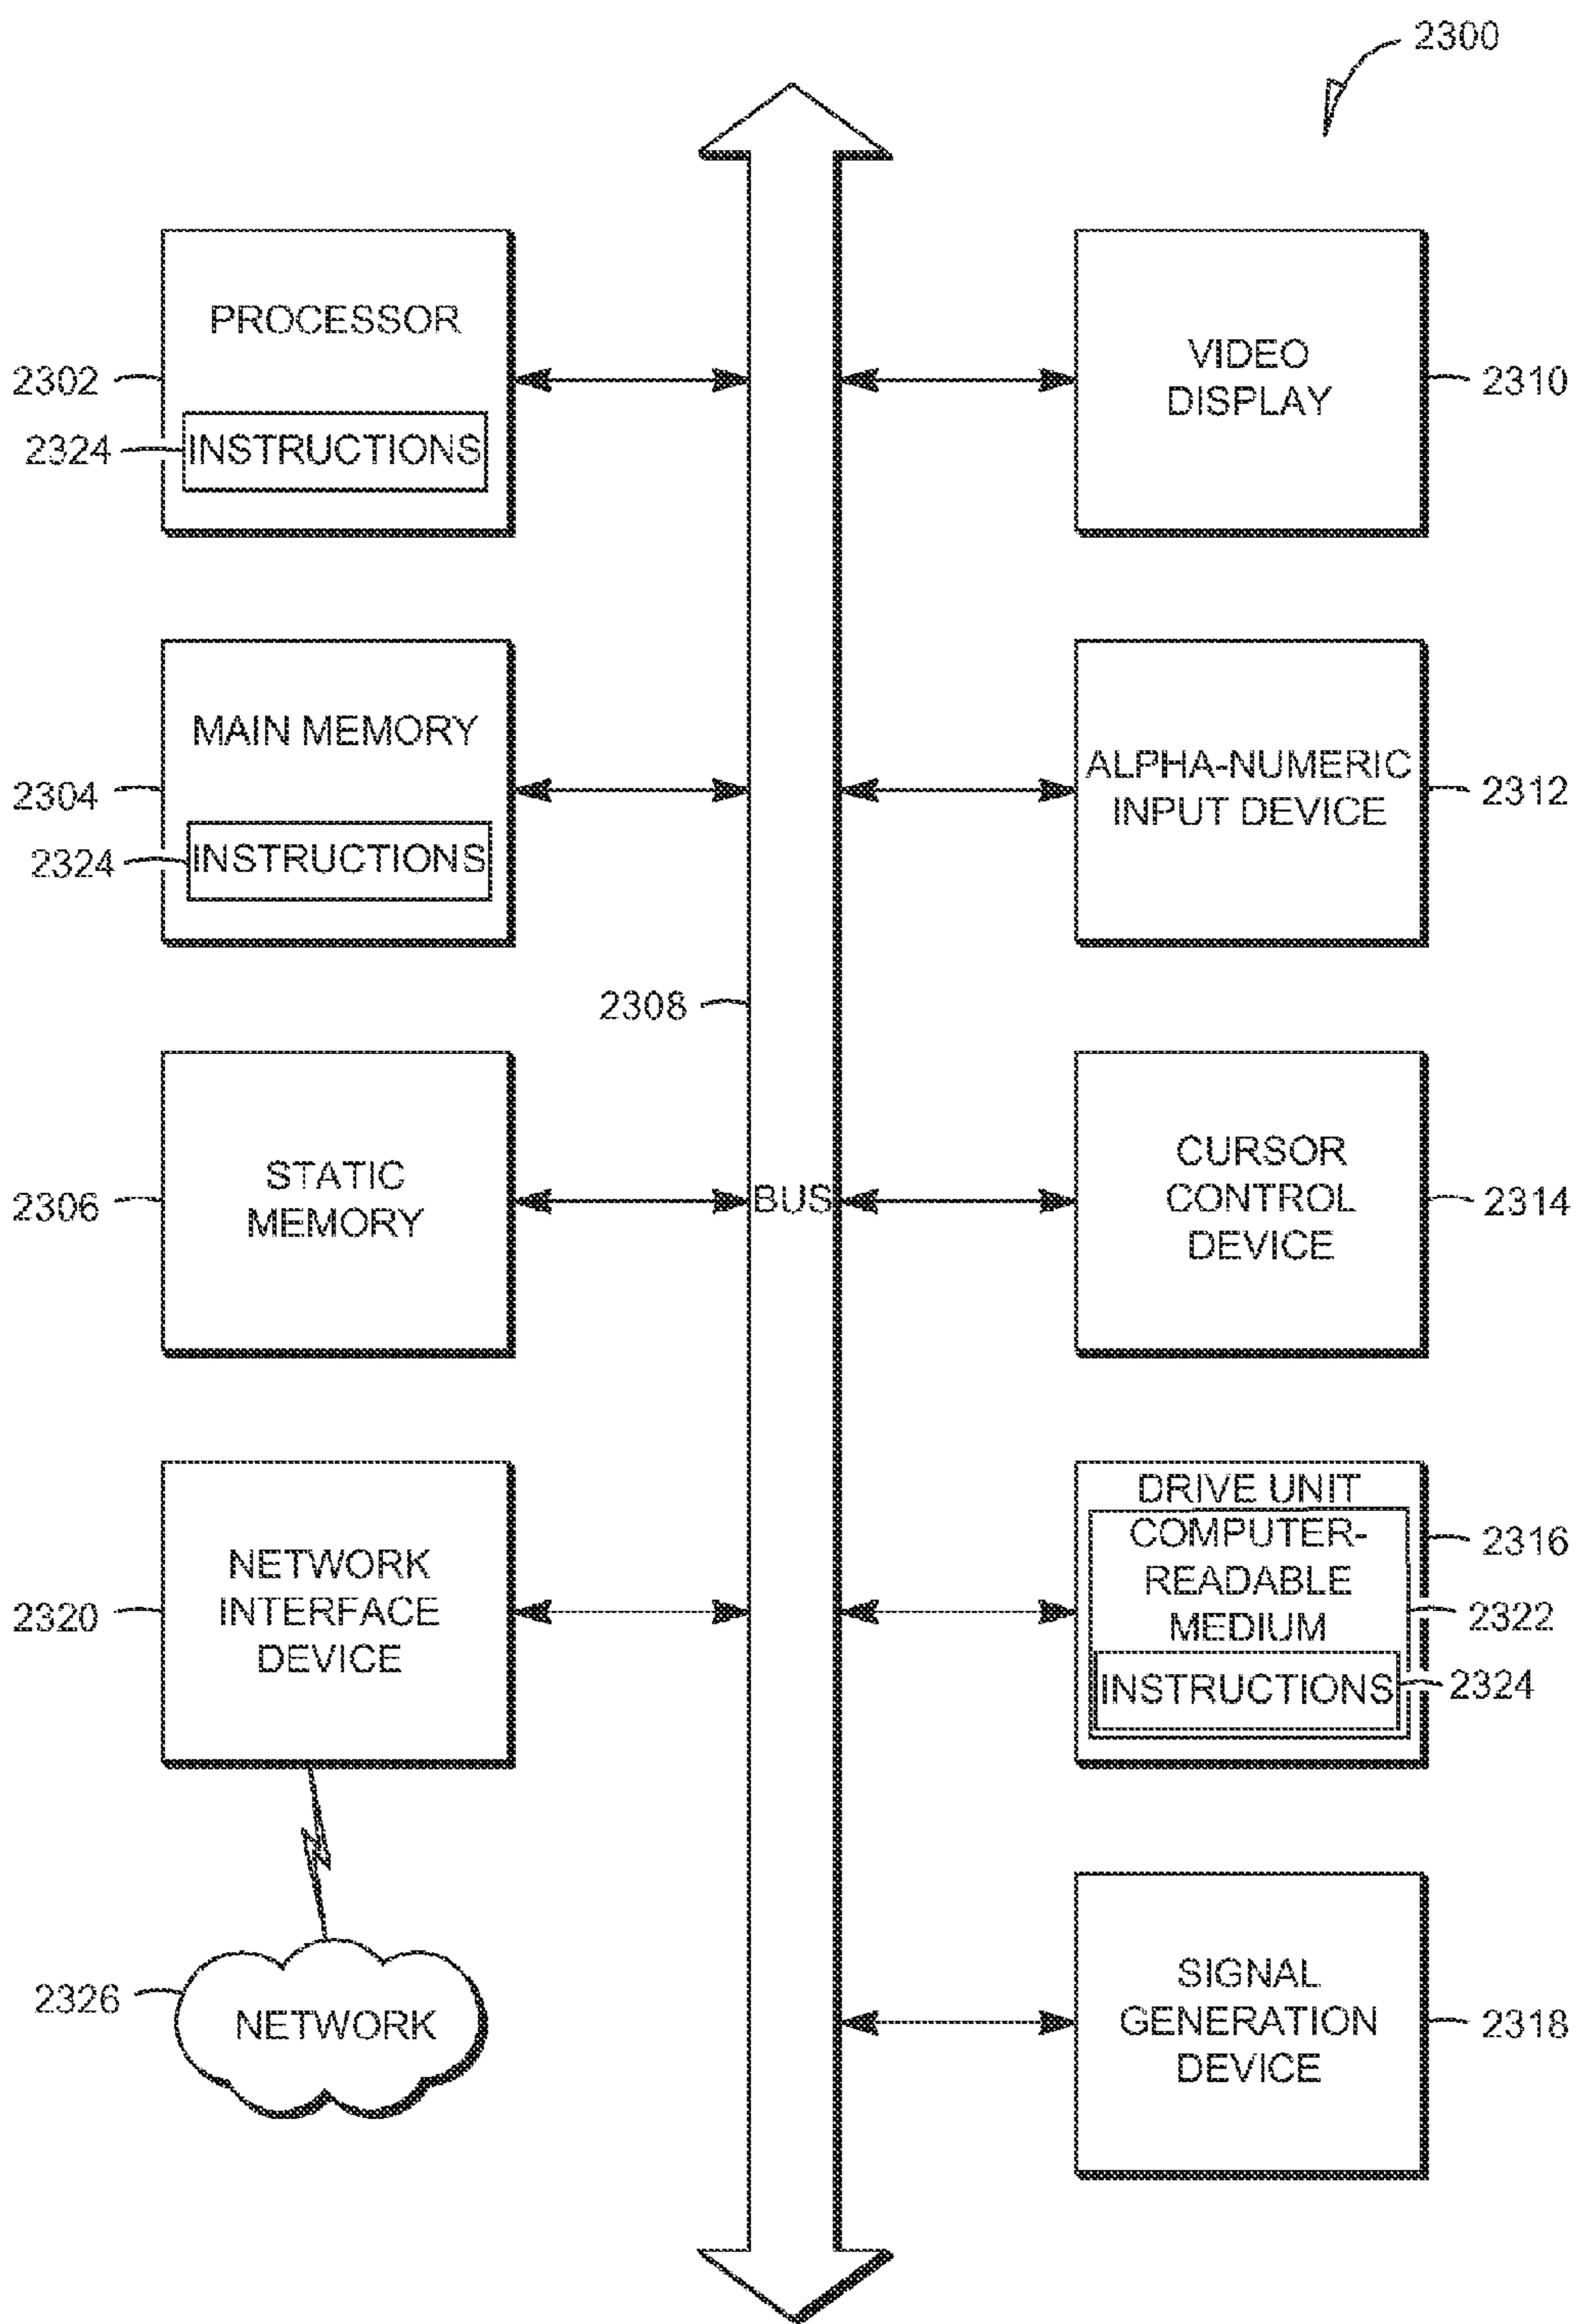 2300
PROCESSOR
2302
2324
INSTRUCTIONS
VIDEO
DISPLAY
2310
MAIN MEMORY
2304
2324
INSTRUCTIONS
ALPHA-NUMERIC
INPUT DEVICE
2312
2308
STATIC
MEMORY
2306
BUS
CURSOR
CONTROL
DEVICE
2314
NETWORK
INTERFACE
DEVICE
2320
DRIVE UNIT
COMPUTER-
READABLE
MEDIUM
INSTRUCTIONS
2316
2322
2324
2326
NETWORK
SIGNAL
GENERATION
DEVICE
2318